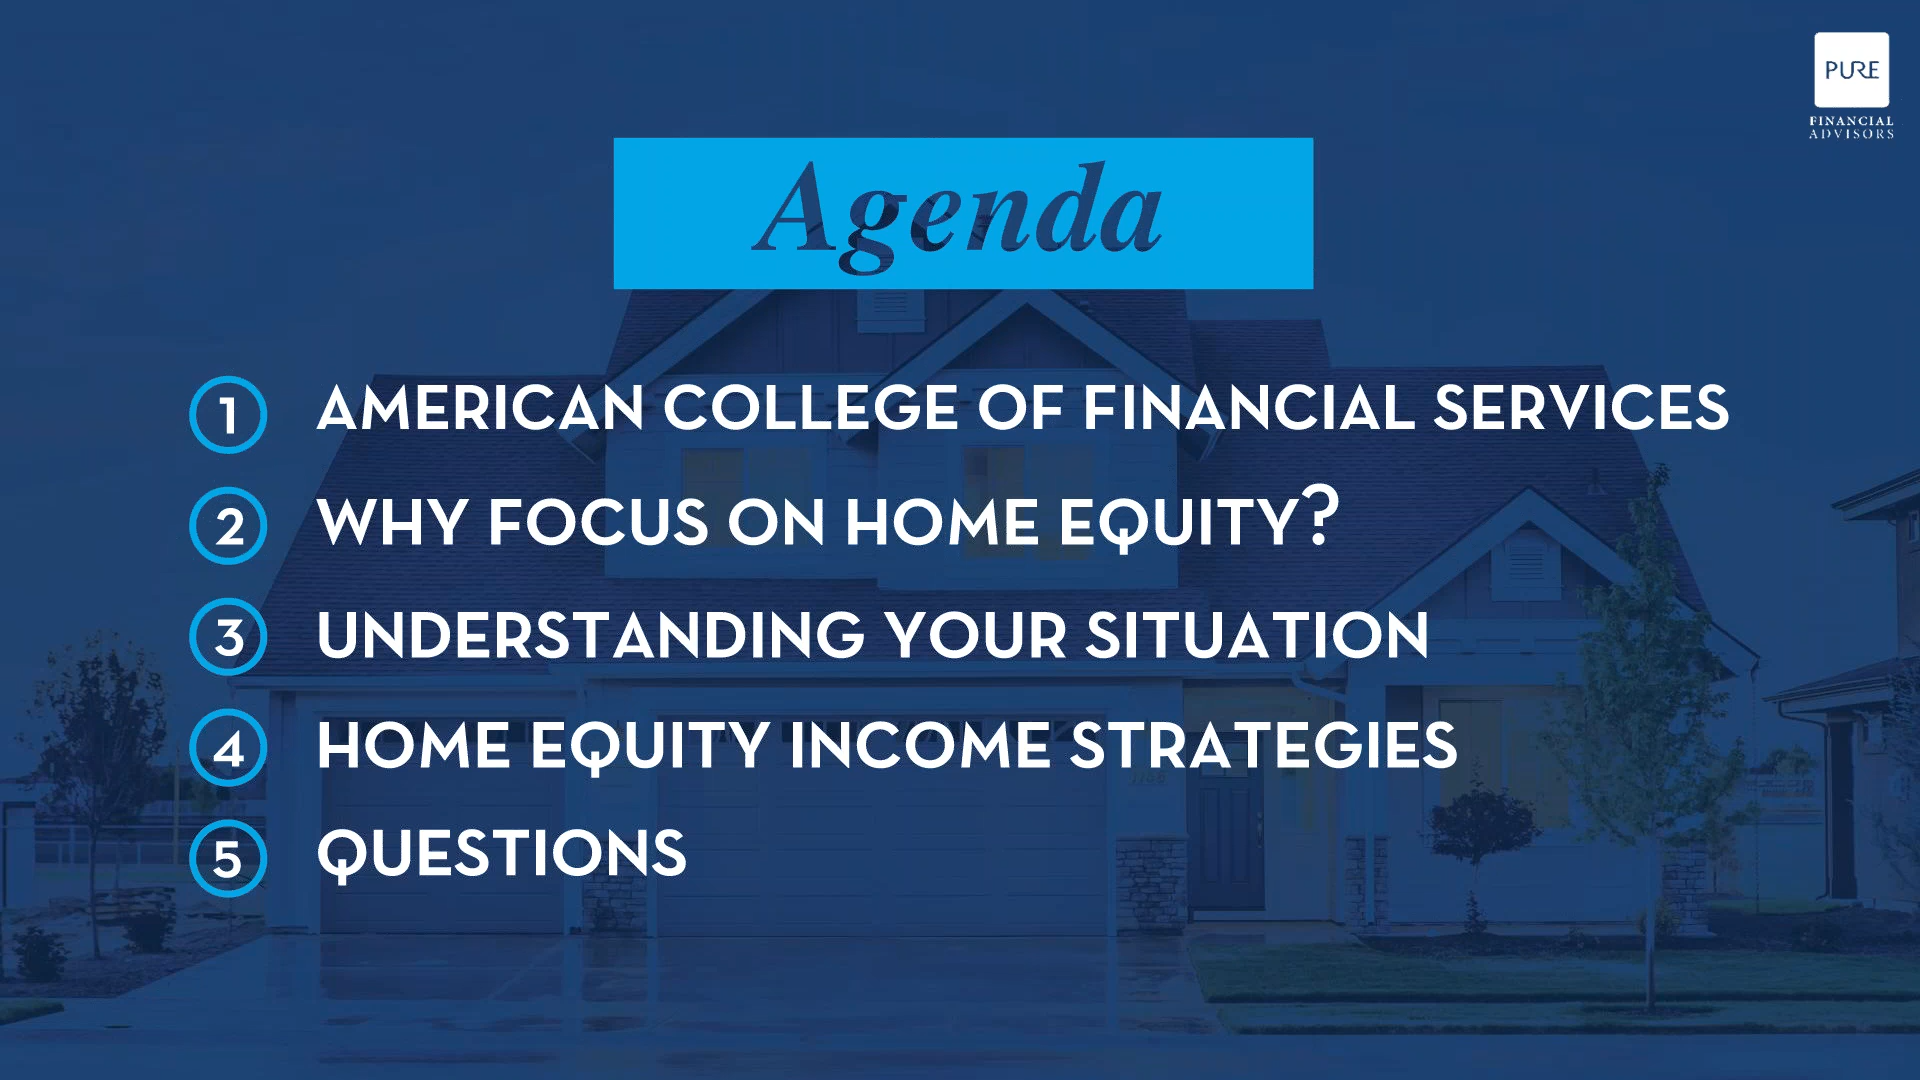 PURE
FINANCIAL
ADVISORS
Agenda
1 AMERICAN COLLEGE OF FINANCIAL SERVICES
2 WHY FOCUS ON HOME EQUITY?
3 UNDERSTANDING YOUR SITUATION
4 HOME EQUITY INCOME STRATEGIES
5 QUESTIONS